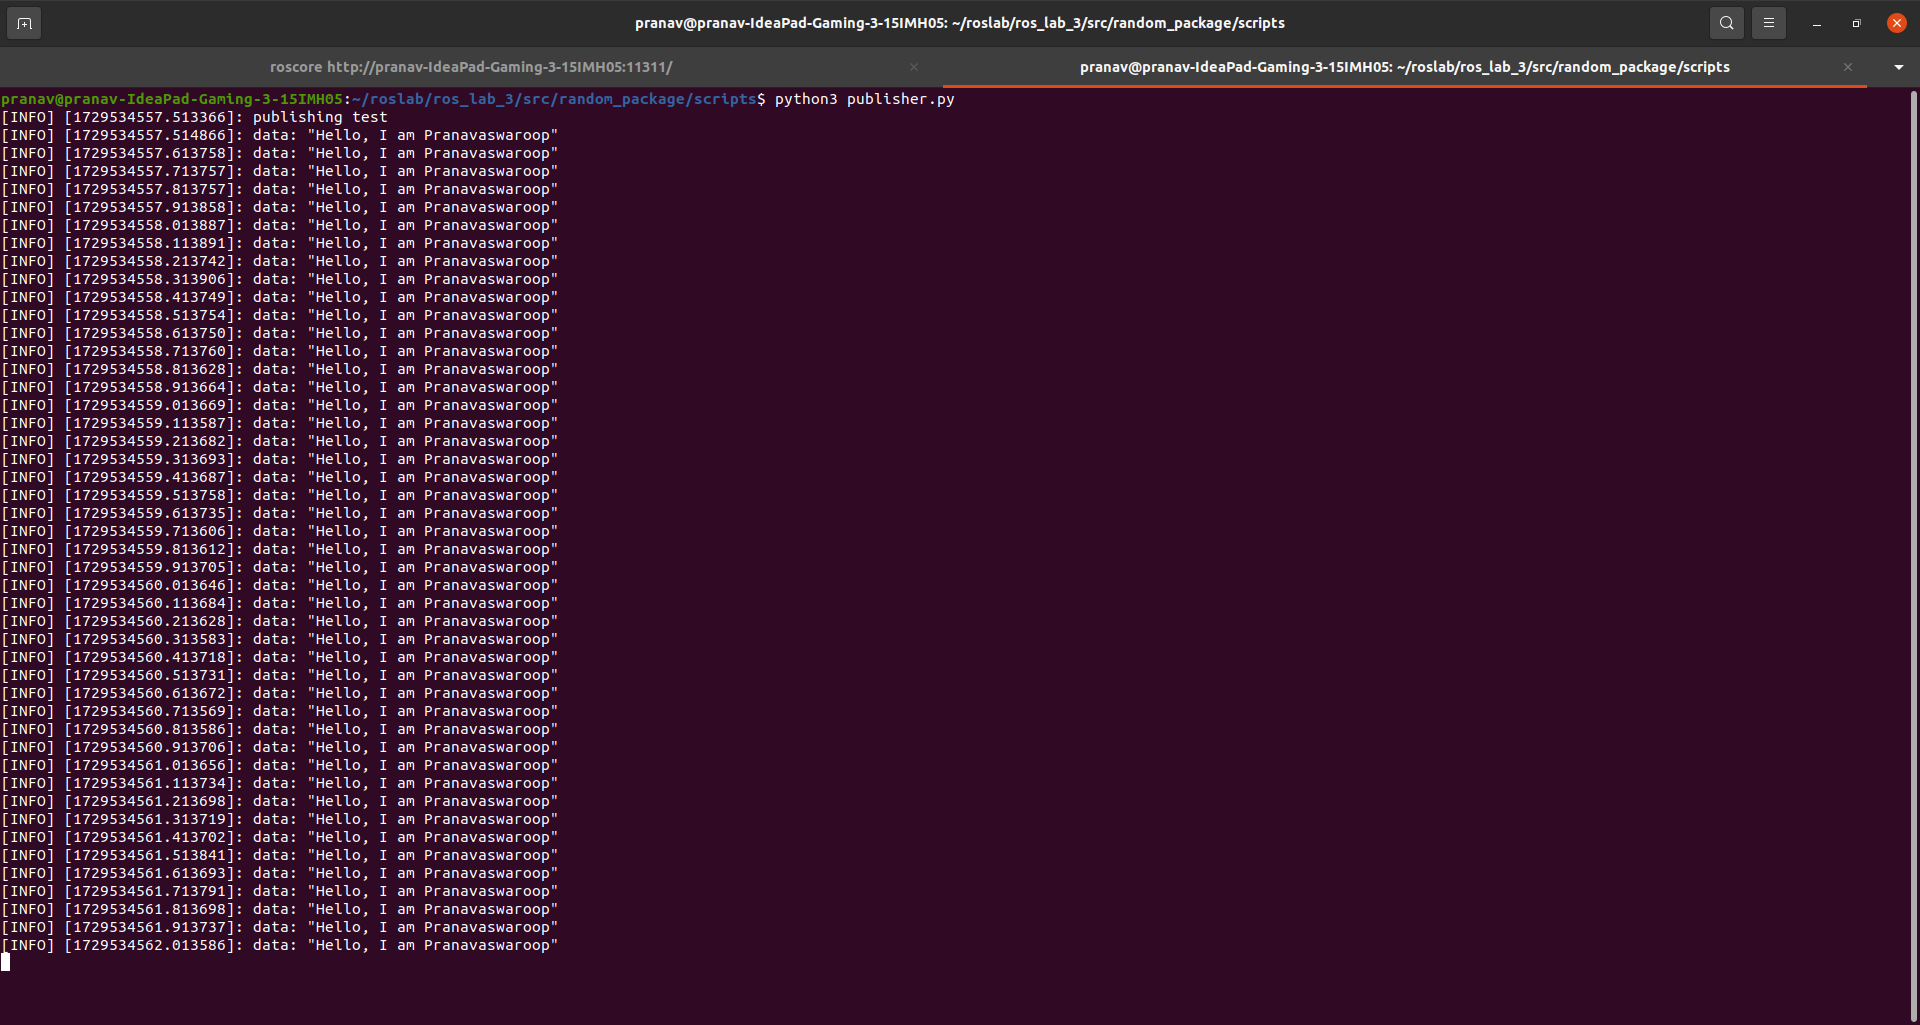 pranav@pranav-IdeaPad-Gaming-3-15IMH05: ~/roslab/ros_lab_3/src/random_package/scripts
roscore http://pranav-IdeaPad-Gaming-3-15IMH05:11311/
pranav@pranav-IdeaPad-Gaming-3-15IMH05: ~/roslab/ros_lab_3/src/random_package/scripts
pranav@pranav-IdeaPad-Gaming-3-15IMH05:~/roslab/ros_lab_3/src/random_package/scripts$ python3 publisher.py
[INFO] [1729534557.513366]: publishing test
[INFO] [1729534557.514866]: data: "Hello, I am Pranavaswaroop"
[INFO] [1729534557.613758]: data: "Hello, I am Pranavaswaroop"
[INFO] [1729534557.713757]: data: "Hello, I am Pranavaswaroop"
[INFO] [1729534557.813757]: data: "Hello, I am Pranavaswaroop"
[INFO] [1729534557.913858]: data: "Hello, I am Pranavaswaroop"
[INFO] [1729534558.013887]: data: "Hello, I am Pranavaswaroop"
[INFO] [1729534558.113891]: data: "Hello, I am Pranavaswaroop"
[INFO] [1729534558.213742]: data: "Hello, I am Pranavaswaroop"
[INFO] [1729534558.313906]: data: "Hello, I am Pranavaswaroop"
[INFO] [1729534558.413749]: data: "Hello, I am Pranavaswaroop"
[INFO] [1729534558.513754]: data: "Hello, I am Pranavaswaroop"
[INFO] [1729534558.613750]: data: "Hello, I am Pranavaswaroop"
[INFO] [1729534558.713760]: data: "Hello, I am Pranavaswaroop"
[INFO] [1729534558.813628]: data: "Hello, I am Pranavaswaroop"
[INFO] [1729534558.913664]: data: "Hello, I am Pranavaswaroop"
[INFO] [1729534559.013669]: data: "Hello, I am Pranavaswaroop"
[INFO] [1729534559.113587]: data: "Hello, I am Pranavaswaroop"
[INFO] [1729534559.213682]: data: "Hello, I am Pranavaswaroop"
[INFO] [1729534559.313693]: data: "Hello, I am Pranavaswaroop"
[INFO] [1729534559.413687]: data: "Hello, I am Pranavaswaroop"
[INFO] [1729534559.513758]: data: "Hello, I am Pranavaswaroop"
[INFO] [1729534559.613735]: data: "Hello, I am Pranavaswaroop"
[INFO] [1729534559.713606]: data: "Hello, I am Pranavaswaroop"
[INFO] [1729534559.813612]: data: "Hello, I am Pranavaswaroop"
[INFO] [1729534559.913705]: data: "Hello, I am Pranavaswaroop"
[INFO] [1729534560.013646]: data: "Hello, I am Pranavaswaroop"
[INFO] [1729534560.113684]: data: "Hello, I am Pranavaswaroop"
[INFO] [1729534560.213628]: data: "Hello, I am Pranavaswaroop"
[INFO] [1729534560.313583]: data: "Hello, I am Pranavaswaroop"
[INFO] [1729534560.413718]: data: "Hello, I am Pranavaswaroop"
[INFO] [1729534560.513731]: data: "Hello, I am Pranavaswaroop"
[INFO] [1729534560.613672]: data: "Hello, I am Pranavaswaroop"
[INFO] [1729534560.713569]: data: "Hello, I am Pranavaswaroop"
[INFO] [1729534560.813586]: data: "Hello, I am Pranavaswaroop"
[INFO] [1729534560.913706]: data: "Hello, I am Pranavaswaroop"
[INFO] [1729534561.013656]: data: "Hello, I am Pranavaswaroop"
[INFO] [1729534561.113734]: data: "Hello, I am Pranavaswaroop"
[INFO] [1729534561.213698]: data: "Hello, I am Pranavaswaroop"
[INFO] [1729534561.313719]: data: "Hello, I am Pranavaswaroop"
[INFO] [1729534561.413702]: data: "Hello, I am Pranavaswaroop"
[INFO] [1729534561.513841]: data: "Hello, I am Pranavaswaroop"
[INFO] [1729534561.613693]: data: "Hello, I am Pranavaswaroop"
[INFO] [1729534561.713791]: data: "Hello, I am Pranavaswaroop"
[INFO] [1729534561.813698]: data: "Hello, I am Pranavaswaroop"
[INFO] [1729534561.913737]: data: "Hello, I am Pranavaswaroop"
[INFO] [1729534562.013586]: data: "Hello, I am Pranavaswaroop"